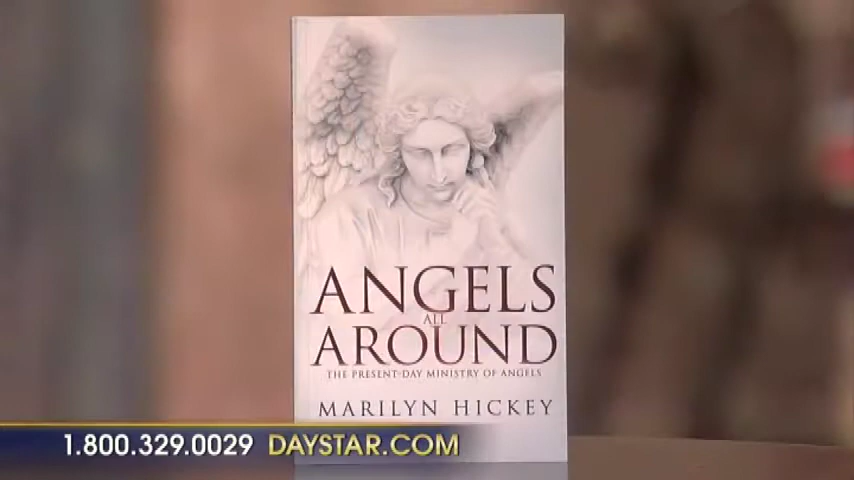 ANGELS
ALL
AROUND
THE PRESENT-DAY MINISTRY OF ANGELS
MARILYN HICKEY
1.800.329.0029 DAYSTAR.COM